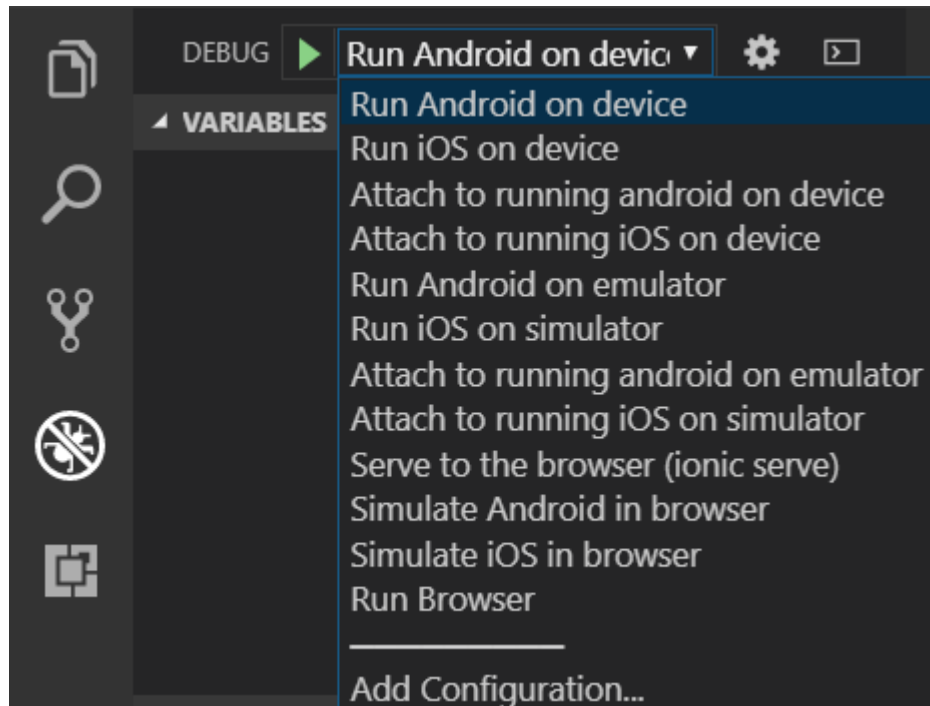 DEBUG Run Android on devic
Run Android on device
VARIABLES
Run iOS on device
Attach to running android on device
Attach to running iOS on device
Run Android on emulator
Run iOS on simulator
Attach to running android on emulator
Attach to running iOS on simulator
Serve to the browser (ionic serve)
Simulate Android in browser
Simulate iOS in browser
Run Browser
Add Configuration...